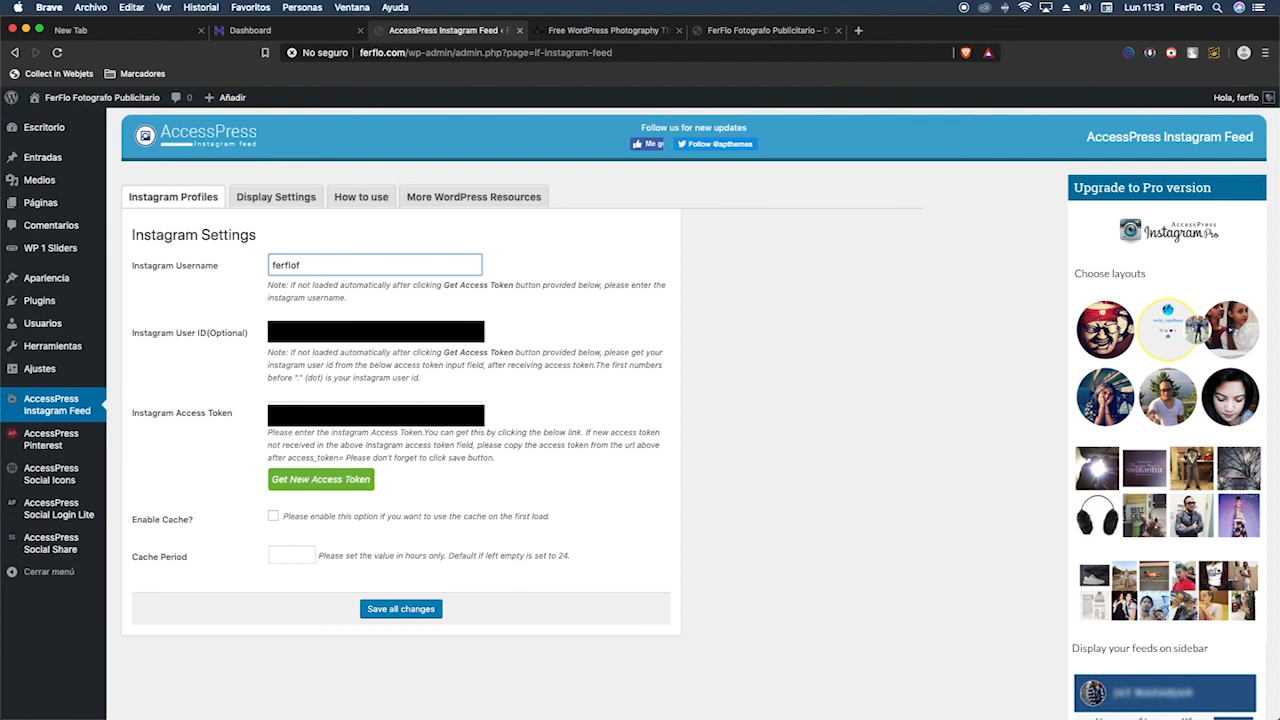 Brave Archivo Editar Ver Historial Favoritos Personas Ventana Ayuda
Lun 11:31 FerFlo
New Tab
Dashboard
AccessPress Instagram Feed ‹ F
Free WordPress Photography Th
FerFlo Fotografo Publicitario – C
No seguro ferflo.com/wp-admin/admin.php?page=if-instagram-feed
Collect in Webjets Marcadores
FerFlo Fotografo Publicitario 0 Añadir
Hola, ferflo
Escritorio
Entradas
Medios
Páginas
Comentarios
WP 1 Sliders
Apariencia
Plugins
Usuarios
Herramientas
Ajustes
AccessPress
Instagram Feed
AccessPress
Pinterest
AccessPress
Social Icons
AP AccessPress
Social Login Lite
SS AccessPress
Social Share
Cerrar menú
AccessPress
Instagram feed
Follow us for new updates
Me g
Follow @apthemes
AccessPress Instagram Feed
Instagram Profiles
Display Settings
How to use
More WordPress Resources
Instagram Settings
Instagram Username
ferflof
Note: If not loaded automatically after clicking Get Access Token button provided below, please enter the
instagram username.
Instagram User ID(Optional)
Note: If not loaded automatically after clicking Get Access Token button provided below, please get your
instagram user id from the below access token input field, after receiving access token.The first numbers
before "." (dot) is your instagram user id.
Instagram Access Token
Please enter the instagram Access Token.You can get this by clicking the below link. If new access token
not received in the above Instagram access token field, please copy the access token from the url above
after access_token= Please don't forget to click save button.
Get New Access Token
Enable Cache?
Please enable this option if you want to use the cache on the first load.
Cache Period
Please set the value in hours only. Default if left empty is set to 24.
Save all changes
Upgrade to Pro version
AccessPress
Instagram Pro
Choose layouts
Display your feeds on sidebar